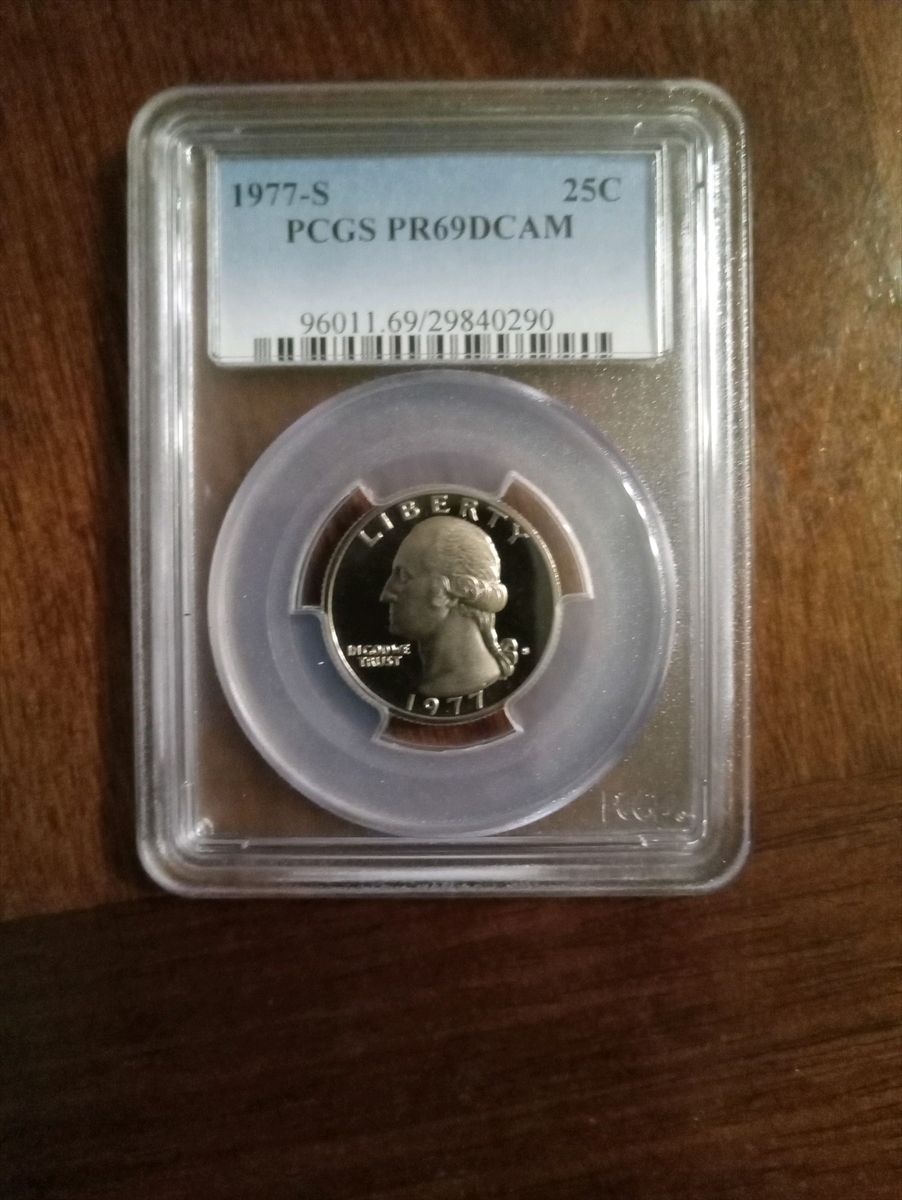 1977-S 25C
PCGS PR69DCAM
96011.69/29840290
LIBERTY
IN GOD WE
TRUST
1977